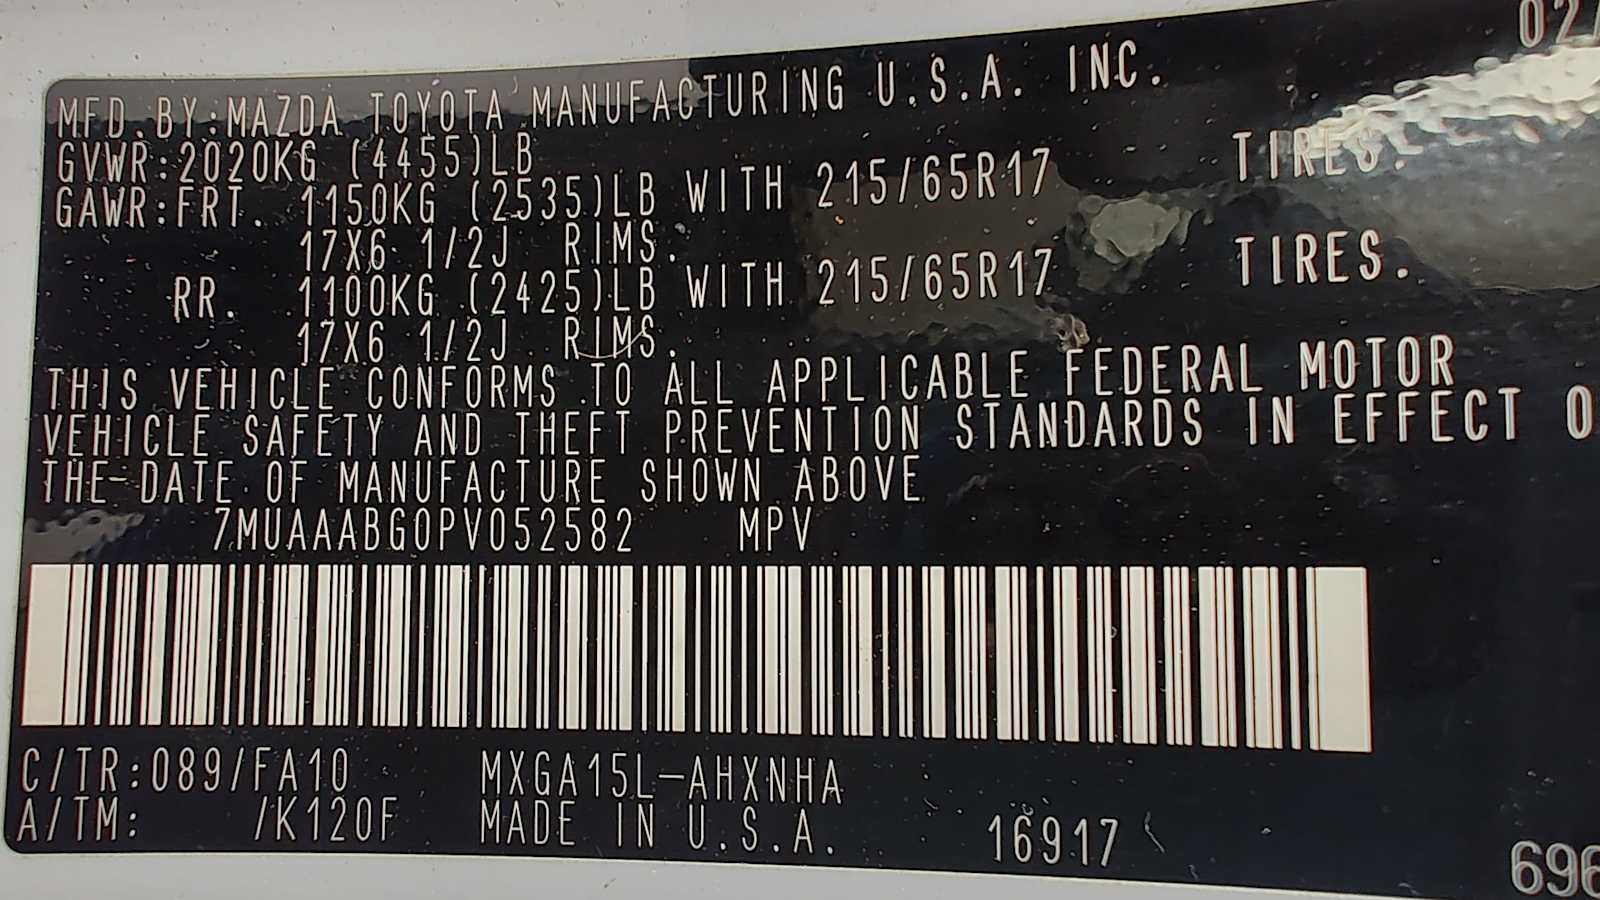 02/
MFD.BY:MAZDA TOYOTA MANUFACTURING U.S.A. INC.
GVWR:2020KG (4455)LB
GAWR:FRT. 1150KG (2535)LB WITH 215/65R17 TIRES.
17X6 1/2J RIMS.
RR. 1100KG (2425)LB WITH 215/65R17 TIRES.
17X6 1/2J RIMS.
THIS VEHICLE CONFORMS TO ALL APPLICABLE FEDERAL MOTOR
VEHICLE SAFETY AND THEFT PREVENTION STANDARDS IN EFFECT O
THE DATE OF MANUFACTURE SHOWN ABOVE
7MUAAABG0PV052582 MPV
C/TR:089/FA10 MXGA15L-AHXNHA
A/TM: /K120F MADE IN U.S.A. 16917
696